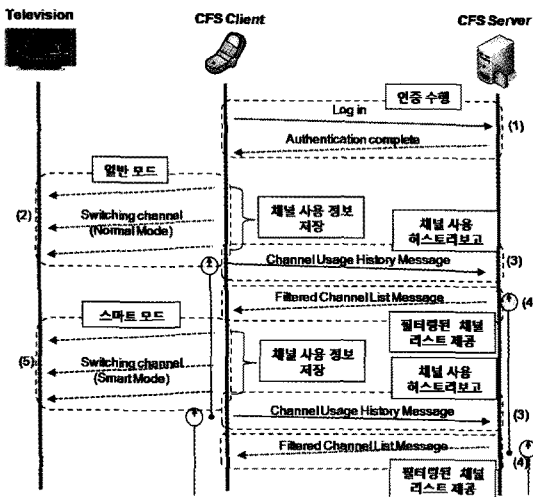 Television
CFS Client
CFS Server
인증 수행
Log in
(1)
Authentication complete
일반 모드
(2)
Switching channel
(Normal Mode)
채널 사용 정보
저장
채널 사용
히스토리보고
Channel Usage History Message
(3)
Filtered Channel List Message
(4
스마트 모드
필터링된 채널
리스트 제공
(5)
Switching channel
(Smart Mode)
채널 사용 정보
저장
채널 사용
히스토리보고
Channel Usage History Message
(3)
Filtered Channel List Message
(4)
필터링된 채널
리스트 제공